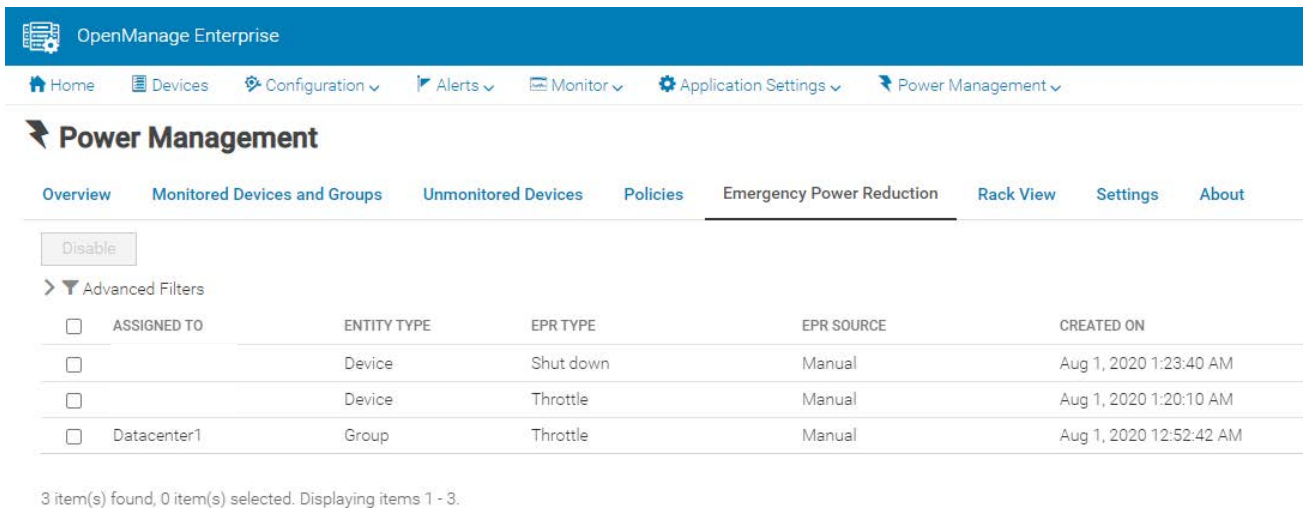 OpenManage Enterprise
Home Devices Configuration Alerts Monitor Application Settings Power Management
Power Management
Overview Monitored Devices and Groups Unmonitored Devices Policies Emergency Power Reduction Rack View Settings About
Disable
Advanced Filters
ASSIGNED TO ENTITY TYPE EPR TYPE EPR SOURCE CREATED ON
Device Shut down Manual Aug 1, 2020 1:23:40 AM
Device Throttle Manual Aug 1, 2020 1:20:10 AM
Datacenter1 Group Throttle Manual Aug 1, 2020 12:52:42 AM
3 item(s) found, 0 item(s) selected. Displaying items 1 - 3.